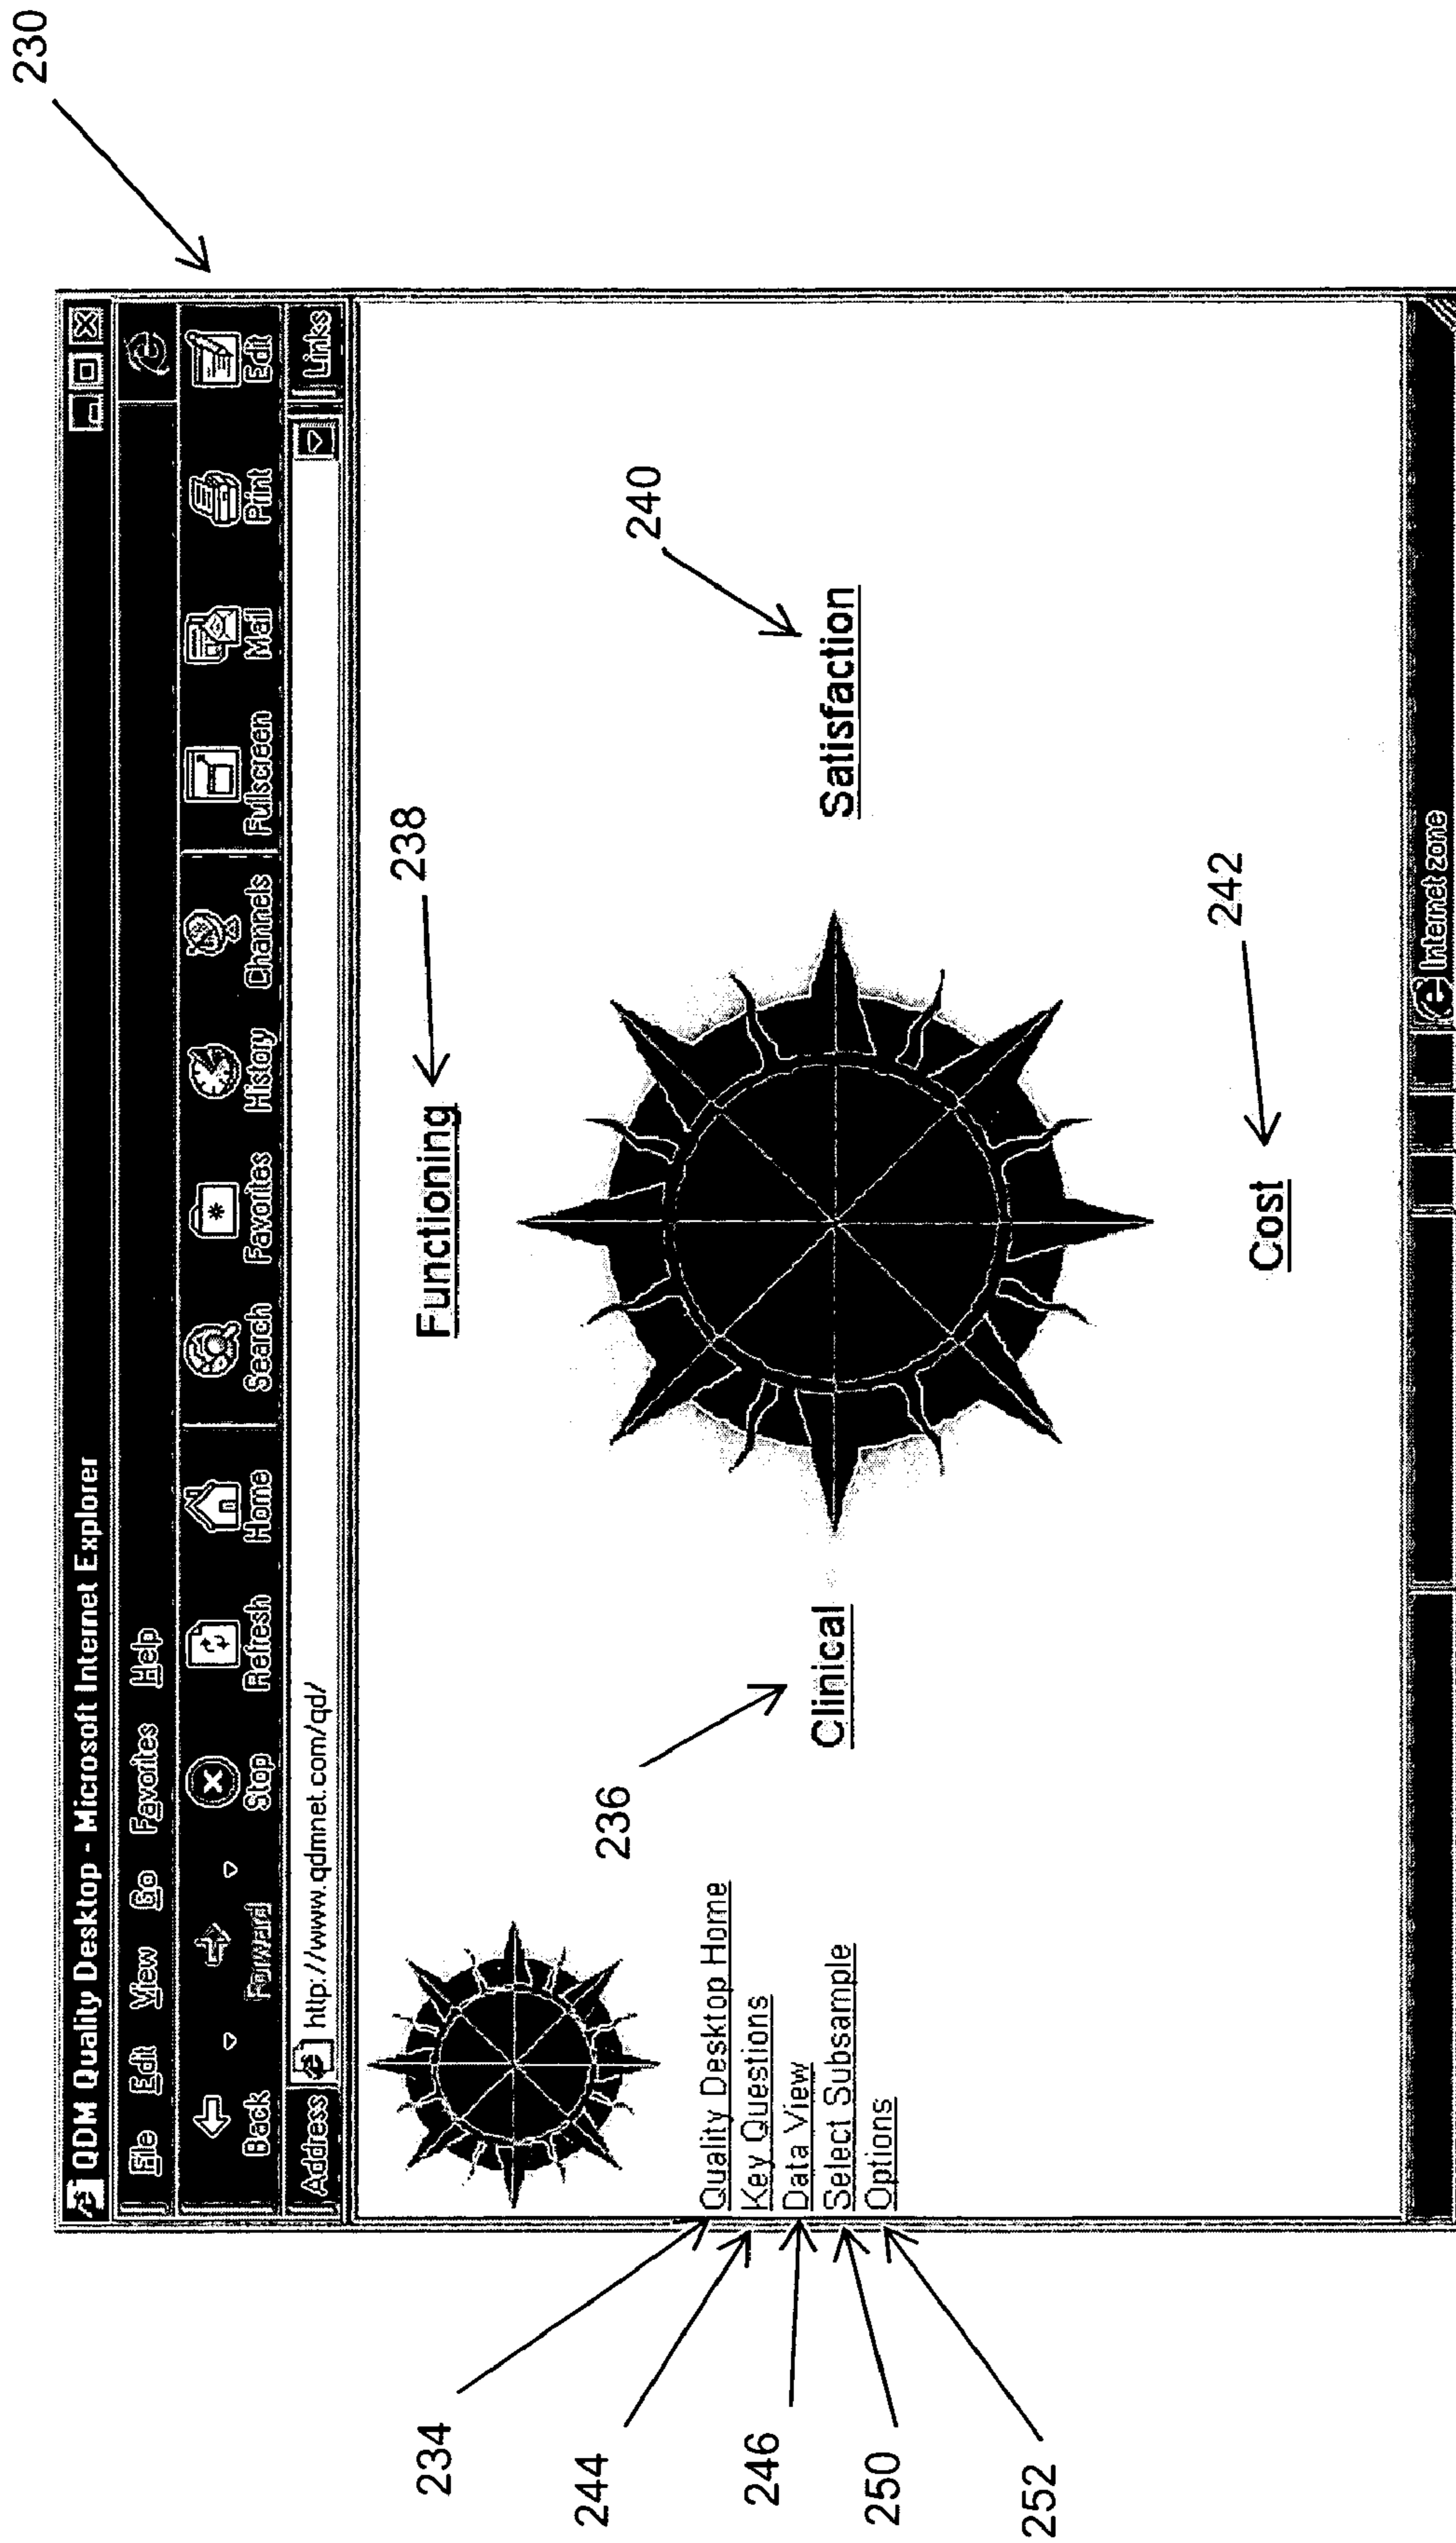 230
QDM Quality Desktop - Microsoft Internet Explorer
File Edit View Go Favorites Help
Back Forward Stop Refresh Home Search Favorites History Channels Fullscreen Mail Print Edit
Address http://www.qdmnet.com/qd/ Links
Functioning 238
234 Quality Desktop Home
244 Key Questions
246 Data View
250 Select Subsample
252 Options
236
Clinical
240
Satisfaction
Cost 242
Internet zone